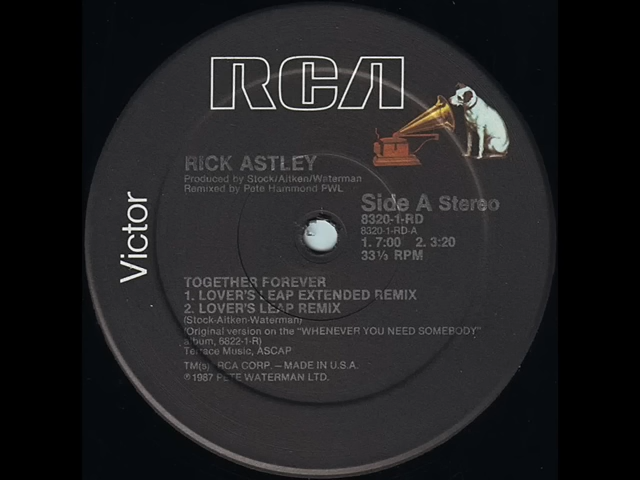 RCA
Victor
RICK ASTLEY
Produced by Stock/Aitken/Waterman
Remixed by Pete Hammond PWL
Side A Stereo
8320-1-RD
8320-1-RD-A
1. 7:00 2. 3:20
33⅓ RPM
TOGETHER FOREVER
1. LOVER'S LEAP EXTENDED REMIX
2. LOVER'S LEAP REMIX
(Stock-Aitken-Waterman)
(Original version on the "WHENEVER YOU NEED SOMEBODY"
album, 6822-1-R)
Terrace Music, ASCAP
TM(s) ® RCA CORP. – MADE IN U.S.A.
℗1987 PETE WATERMAN LTD.